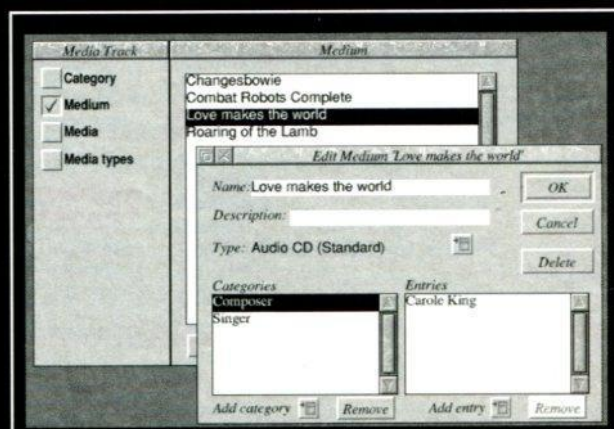 Media Track
Category
Medium
Media
Media types
Medium
Changesbowie
Combat Robots Complete
Love makes the world
Roaring of the Lamb
Edit Medium 'Love makes the world'
Name: Love makes the world
Description:
Type: Audio CD (Standard)
OK
Cancel
Delete
Categories
Composer
Singer
Entries
Carole King
Add category
Remove
Add entry
Remove